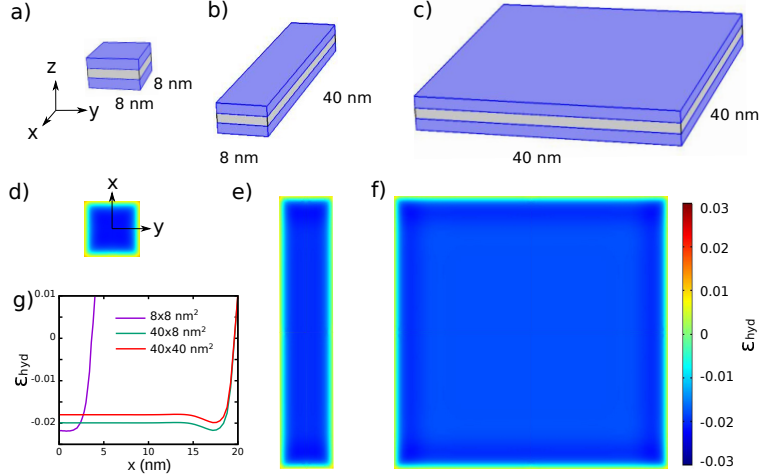 a)
b)
c)
z
y
x
8 nm
8 nm
40 nm
8 nm
40 nm
40 nm
d)
x
y
e)
f)
0.03
0.02
0.01
0
-0.01
-0.02
-0.03
εhyd
g)
0.01
0
-0.01
-0.02
εhyd
8x8 nm²
40x8 nm²
40x40 nm²
0 5 10 15 20
x (nm)